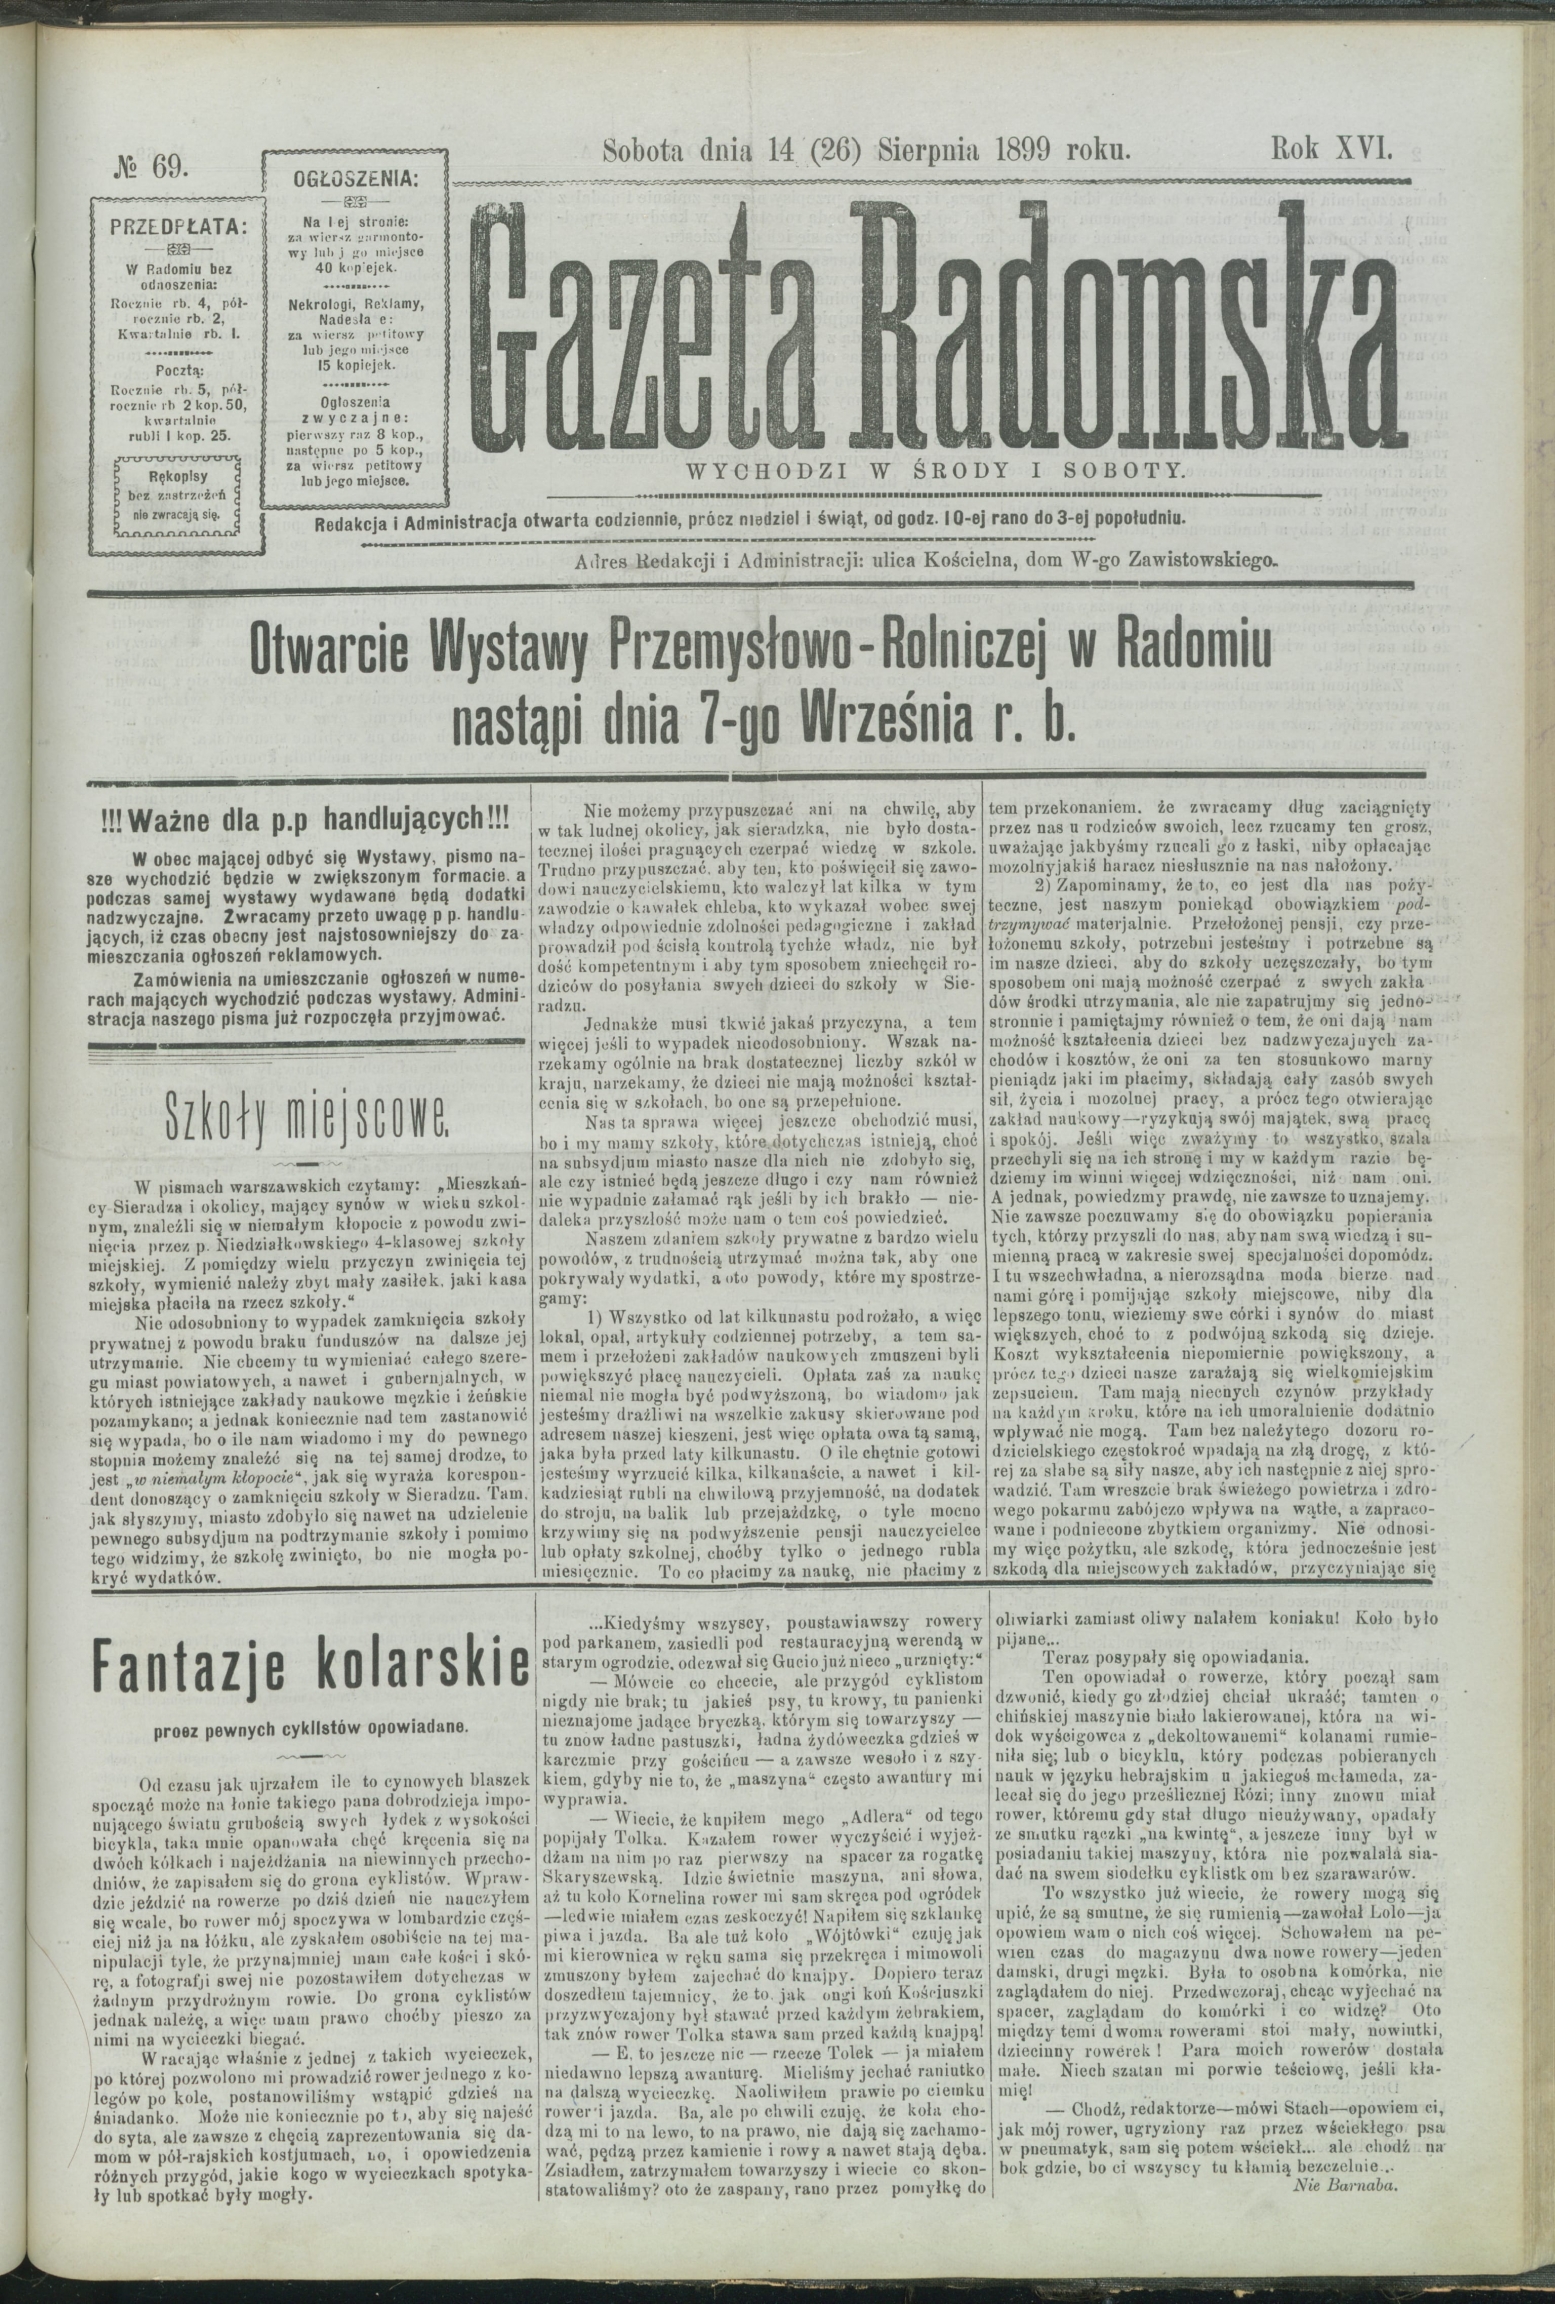 № 69.
Sobota dnia 14 (26) Sierpnia 1899 roku.
Rok XVI.
PRZEDPŁATA:
W Radomiu bez
odnoszenia:
Rocznie rb. 4, pół-
rocznie rb. 2,
Kwartalnie rb. 1.
Pocztą:
Rocznie rb. 5, pół-
rocznie rb 2 kop. 50,
kwartalnie
rubli 1 kop. 25.
Rękopisy
bez zastrzeżeń
nie zwracają się.
OGŁOSZENIA:
Na I ej stronie:
za wiersz garmonto-
wy lub j go miejsce
40 kopiejek.
Nekrologi, Reklamy,
Nadesła e:
za wiersz petitowy
lub jego miejsce
15 kopiejek.
Ogłoszenia
zwyczajne:
pierwszy raz 8 kop.,
następne po 5 kop.,
za wiersz petitowy
lub jego miejsce.
Gazeta Radomska
WYCHODZI W ŚRODY I SOBOTY.
Redakcja i Administracja otwarta codziennie, prócz niedziel i świąt, od godz. 10-ej rano do 3-ej popołudniu.
Adres Redakcji i Administracji: ulica Kościelna, dom W-go Zawistowskiego.
Otwarcie Wystawy Przemysłowo-Rolniczej w Radomiu
nastąpi dnia 7-go Września r. b.
!!!Ważne dla p.p handlujących!!!
W obec mającej odbyć się Wystawy, pismo na-
sze wychodzić będzie w zwiększonym formacie. a
podczas samej wystawy wydawane będą dodatki
nadzwyczajne. Zwracamy przeto uwagę p p. handlu-
jących, iż czas obecny jest najstosowniejszy do za-
mieszczania ogłoszeń reklamowych.
Zamówienia na umieszczanie ogłoszeń w nume-
rach mających wychodzić podczas wystawy. Admini-
stracja naszego pisma już rozpoczęła przyjmować.
Szkoły miejscowe.
W pismach warszawskich czytamy: „Mieszkań-
cy Sieradza i okolicy, mający synów w wieku szkol-
nym, znaleźli się w niemałym kłopocie z powodu zwi-
nięcia przez p. Niedziałkowskiego 4-klasowej szkoły
miejskiej. Z pomiędzy wielu przyczyn zwinięcia tej
szkoły, wymienić należy zbyt mały zasiłek. jaki kasa
miejska płaciła na rzecz szkoły.“
Nie odosobniony to wypadek zamknięcia szkoły
prywatnej z powodu braku funduszów na dalsze jej
utrzymanie. Nie chcemy tu wymieniać całego szere-
gu miast powiatowych, a nawet i gubernjalnych, w
których istniejące zakłady naukowe męzkie i żeńskie
pozamykano; a jednak koniecznie nad tem zastanowić
się wypada, bo o ile nam wiadomo i my do pewnego
stopnia możemy znaleźć się na tej samej drodze, to
jest „w niemałym kłopocie“, jak się wyraża korespon-
dent donoszący o zamknięciu szkoły w Sieradzu. Tam.
jak słyszymy, miasto zdobyło się nawet na udzielenie
pewnego subsydjum na podtrzymanie szkoły i pomimo
tego widzimy, że szkołę zwinięto, bo nie mogła po-
kryć wydatków.
Nie możemy przypuszczać ani na chwilę, aby
w tak ludnej okolicy, jak sieradzka, nie było dosta-
tecznej ilości pragnących czerpać wiedzę w szkole.
Trudno przypuszczać, aby ten, kto poświęcił się zawo-
dowi nauczycielskiemu, kto walczył lat kilka w tym
zawodzie o kawałek chleba, kto wykazał wobec swej
władzy odpowiednie zdolności pedagogiczne i zakład
prowadził pod ścisłą kontrolą tychże władz, nie był
dość kompetentnym i aby tym sposobem zniechęcił ro-
dziców do posyłania swych dzieci do szkoły w Sie-
radzu.
Jednakże musi tkwić jakaś przyczyna, a tem
więcej jeśli to wypadek nieodosobniony. Wszak na-
rzekamy ogólnie na brak dostatecznej liczby szkół w
kraju, narzekamy, że dzieci nie mają możności kształ-
cenia się w szkołach, bo one są przepełnione.
Nas ta sprawa więcej jeszcze obchodzić musi,
bo i my mamy szkoły, które dotychczas istnieją, choć
na subsydjum miasto nasze dla nich nie zdobyło się,
ale czy istnieć będą jeszcze długo i czy nam również
nie wypadnie załamać rąk jeśli by ich brakło — nie-
daleka przyszłość może nam o tem coś powiedzieć.
Naszem zdaniem szkoły prywatne z bardzo wielu
powodów, z trudnością utrzymać można tak, aby one
pokrywały wydatki, a oto powody, które my spostrze-
gamy:
1) Wszystko od lat kilkunastu podrożało, a więc
lokal, opał, artykuły codziennej potrzeby, a tem sa-
mem i przełożeni zakładów naukowych zmuszeni byli
powiększyć płacę nauczycieli. Opłata zaś za naukę
niemal nie mogła być podwyższoną, bo wiadomo jak
jesteśmy draźliwi na wszelkie zakusy skierowane pod
adresem naszej kieszeni, jest więc opłata owa tą samą,
jaka była przed laty kilkunastu. O ile chętnie gotowi
jesteśmy wyrzucić kilka, kilkanaście, a nawet i kil-
kadziesiąt rubli na chwilową przyjemność, na dodatek
do stroju, na balik lub przejażdzkę, o tyle mocno
krzywimy się na podwyższenie pensji nauczycielce
lub opłaty szkolnej, choćby tylko o jednego rubla
miesięcznie. To co płacimy za naukę, nie płacimy z
tem przekonaniem. że zwracamy dług zaciągnięty
przez nas u rodziców swoich, lecz rzucamy ten grosz,
uważając jakbyśmy rzucali go z łaski, niby opłacając
mozolny jakiś haracz niesłusznie na nas nałożony.
2) Zapominamy, że to, co jest dla nas poży-
teczne, jest naszym poniekąd obowiązkiem pod-
trzymywać materjalnie. Przełożonej pensji, czy prze-
łożonemu szkoły, potrzebni jesteśmy i potrzebne są
im nasze dzieci, aby do szkoły uczęszczały, bo tym
sposobem oni mają możność czerpać z swych zakła
dów środki utrzymania, ale nie zapatrujmy się jedno-
stronnie i pamiętajmy również o tem, że oni dają nam
możność kształcenia dzieci bez nadzwyczajnych za-
chodów i kosztów, że oni za ten stosunkowo marny
pieniądz jaki im płacimy, składają cały zasób swych
sił, życia i mozolnej pracy, a prócz tego otwierając
zakład naukowy—ryzykują swój majątek, swą pracę
i spokój. Jeśli więc zważymy to wszystko, szala
przechyli się na ich stronę i my w każdym razie bę-
dziemy im winni więcej wdzięczności, niż nam oni.
A jednak, powiedzmy prawdę, nie zawsze to uznajemy.
Nie zawsze poczuwamy się do obowiązku popierania
tych, którzy przyszli do nas, aby nam swą wiedzą i su-
mienną pracą w zakresie swej specjalności dopomódz.
I tu wszechwładna, a nierozsądna moda bierze nad
nami górę i pomijając szkoły miejscowe, niby dla
lepszego tonu, wieziemy swe córki i synów do miast
większych, choć to z podwójną szkodą się dzieje.
Koszt wykształcenia niepomiernie powiększony, a
prócz tego dzieci nasze zarażają się wielkomiejskim
zepsuciem. Tam mają niecnych czynów przykłady
na każdym kroku, które na ich umoralnienie dodatnio
wpływać nie mogą. Tam bez należytego dozoru ro-
dzicielskiego częstokroć wpadają na złą drogę, z któ-
rej za słabe są siły nasze, aby ich następnie z niej spro-
wadzić. Tam wreszcie brak świeżego powietrza i zdro-
wego pokarmu zabójczo wpływa na wątłe, a zapraco-
wane i podniecone zbytkiem organizmy. Nie odnosi-
my więc pożytku, ale szkodę, która jednocześnie jest
szkodą dla miejscowych zakładów, przyczyniając się
Fantazje kolarskie
proez pewnych cyklistów opowiadane.
Od czasu jak ujrzałem ile to cynowych blaszek
spocząć może na łonie takiego pana dobrodzieja impo-
nującego światu grubością swych łydek z wysokości
bicykla, taka mnie opanowała chęć kręcenia się na
dwóch kółkach i najeżdżania na niewinnych przecho-
dniów, że zapisałem się do grona cyklistów. Wpraw-
dzie jeździć na rowerze po dziś dzień nie nauczyłem
się wcale, bo rower mój spoczywa w lombardzie częś-
ciej niż ja na łóżku, ale zyskałem osobiście na tej ma-
nipulacji tyle, że przynajmniej mam całe kości i skó-
rę, a fotografji swej nie pozostawiłem dotychczas w
żadnym przydrożnym rowie. Do grona cyklistów
jednak należę, a więc mam prawo choćby pieszo za
nimi na wycieczki biegać.
Wracając właśnie z jednej z takich wycieczek,
po której pozwolono mi prowadzić rower jednego z ko-
legów po kole, postanowiliśmy wstąpić gdzieś na
śniadanko. Może nie koniecznie po to, aby się najeść
do syta, ale zawsze z chęcią zaprezentowania się da-
mom w pół-rajskich kostjumach, no, i opowiedzenia
różnych przygód, jakie kogo w wycieczkach spotyka-
ły lub spotkać były mogły.
...Kiedyśmy wszyscy, poustawiawszy rowery
pod parkanem, zasiedli pod restauracyjną werendą w
starym ogrodzie, odezwał się Gucio już nieco „urznięty:“
— Mówcie co chcecie, ale przygód cyklistom
nigdy nie brak; tu jakieś psy, tu krowy, tu panienki
nieznajome jadące bryczką, którym się towarzyszy —
tu znów ładne pastuszki, ładna żydóweczka gdzieś w
karczmie przy gościńcu — a zawsze wesoło i z szy-
kiem, gdyby nie to, że „maszyna“ często awantury mi
wyprawia.
— Wiecie, że kupiłem mego „Adlera“ od tego
popijały Tolka. Kazałem rower wyczyścić i wyjeż-
dżam na nim po raz pierwszy na spacer za rogatkę
Skaryszewską. Idzie świetnie maszyna, ani słowa,
aż tu koło Kornelina rower mi sam skręca pod ogródek
—ledwie miałem czas zeskoczyć! Napiłem się szklankę
piwa i jazda. Ba ale tuż koło „Wójtówki“ czuję jak
mi kierownica w ręku sama się przekręca i mimowoli
zmuszony byłem zajechać do knajpy. Dopiero teraz
doszedłem tajemnicy, że to jak ongi koń Kościuszki
przyzwyczajony był stawać przed każdym żebrakiem,
tak znów rower Tolka stawa sam przed każdą knajpą!
— E, to jeszcze nic — rzecze Tolek — ja miałem
niedawno lepszą awanturę. Mieliśmy jechać raniutko
na dalszą wycieczkę. Naoliwiłem prawie po ciemku
rower i jazda. Ba, ale po chwili czuję, że koła cho-
dzą mi to na lewo, to na prawo, nie dają się zachamo-
wać, pędzą przez kamienie i rowy a nawet stają dęba.
Zsiadłem, zatrzymałem towarzyszy i wiecie co skon-
statowaliśmy? oto że zaspany, rano przez pomyłkę do
oliwiarki zamiast oliwy nalałem koniaku! Koło było
pijane...
Teraz posypały się opowiadania.
Ten opowiadał o rowerze, który począł sam
dzwonić, kiedy go złodziej chciał ukraść; tamten o
chińskiej maszynie biało lakierowanej, która na wi-
dok wyścigowca z „dekoltowanemi“ kolanami rumie-
niła się; lub o bicyklu, który podczas pobieranych
nauk w języku hebrajskim u jakiegoś mełameda, za-
lecał się do jego prześlicznej Rózi; inny znowu miał
rower, któremu gdy stał długo nieużywany, opadały
ze smutku rączki „na kwintę“, a jeszcze inny był w
posiadaniu takiej maszyny, która nie pozwalała sia-
dać na swem siodełku cyklistkom bez szarawarów.
To wszystko już wiecie, że rowery mogą się
upić, że są smutne, że się rumienią—zawołał Lolo—ja
opowiem wam o nich coś więcej. Schowałem na pe-
wien czas do magazynu dwa nowe rowery—jeden
damski, drugi męzki. Była to osobna komórka, nie
zaglądałem do niej. Przedwczoraj, chcąc wyjechać na
spacer, zaglądam do komórki i co widzę? Oto
między temi dwoma rowerami stoi mały, nowiutki,
dziecinny rowerek! Para moich rowerów dostała
małe. Niech szatan mi porwie teściowę, jeśli kła-
mię!
— Chodź, redaktorze—mówi Stach—opowiem ci,
jak mój rower, ugryziony raz przez wściekłego psa
w pneumatyk, sam się potem wściekł... ale chodź na
bok gdzie, bo ci wszyscy tu kłamią bezczelnie...
Nie Barnaba.